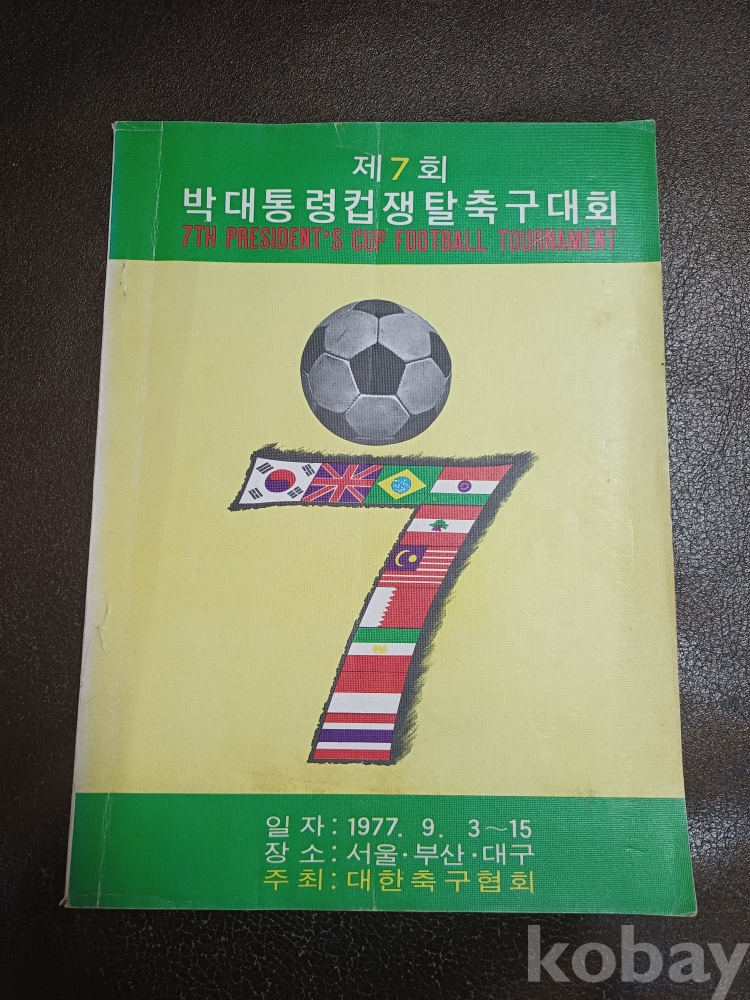 제7회
박대통령컵쟁탈축구대회
7TH PRESIDENT'S CUP FOOTBALL TOURNAMENT
일 자 : 1977. 9. 3~15
장 소 : 서울·부산·대구
주 최 : 대한축구협회
kobay